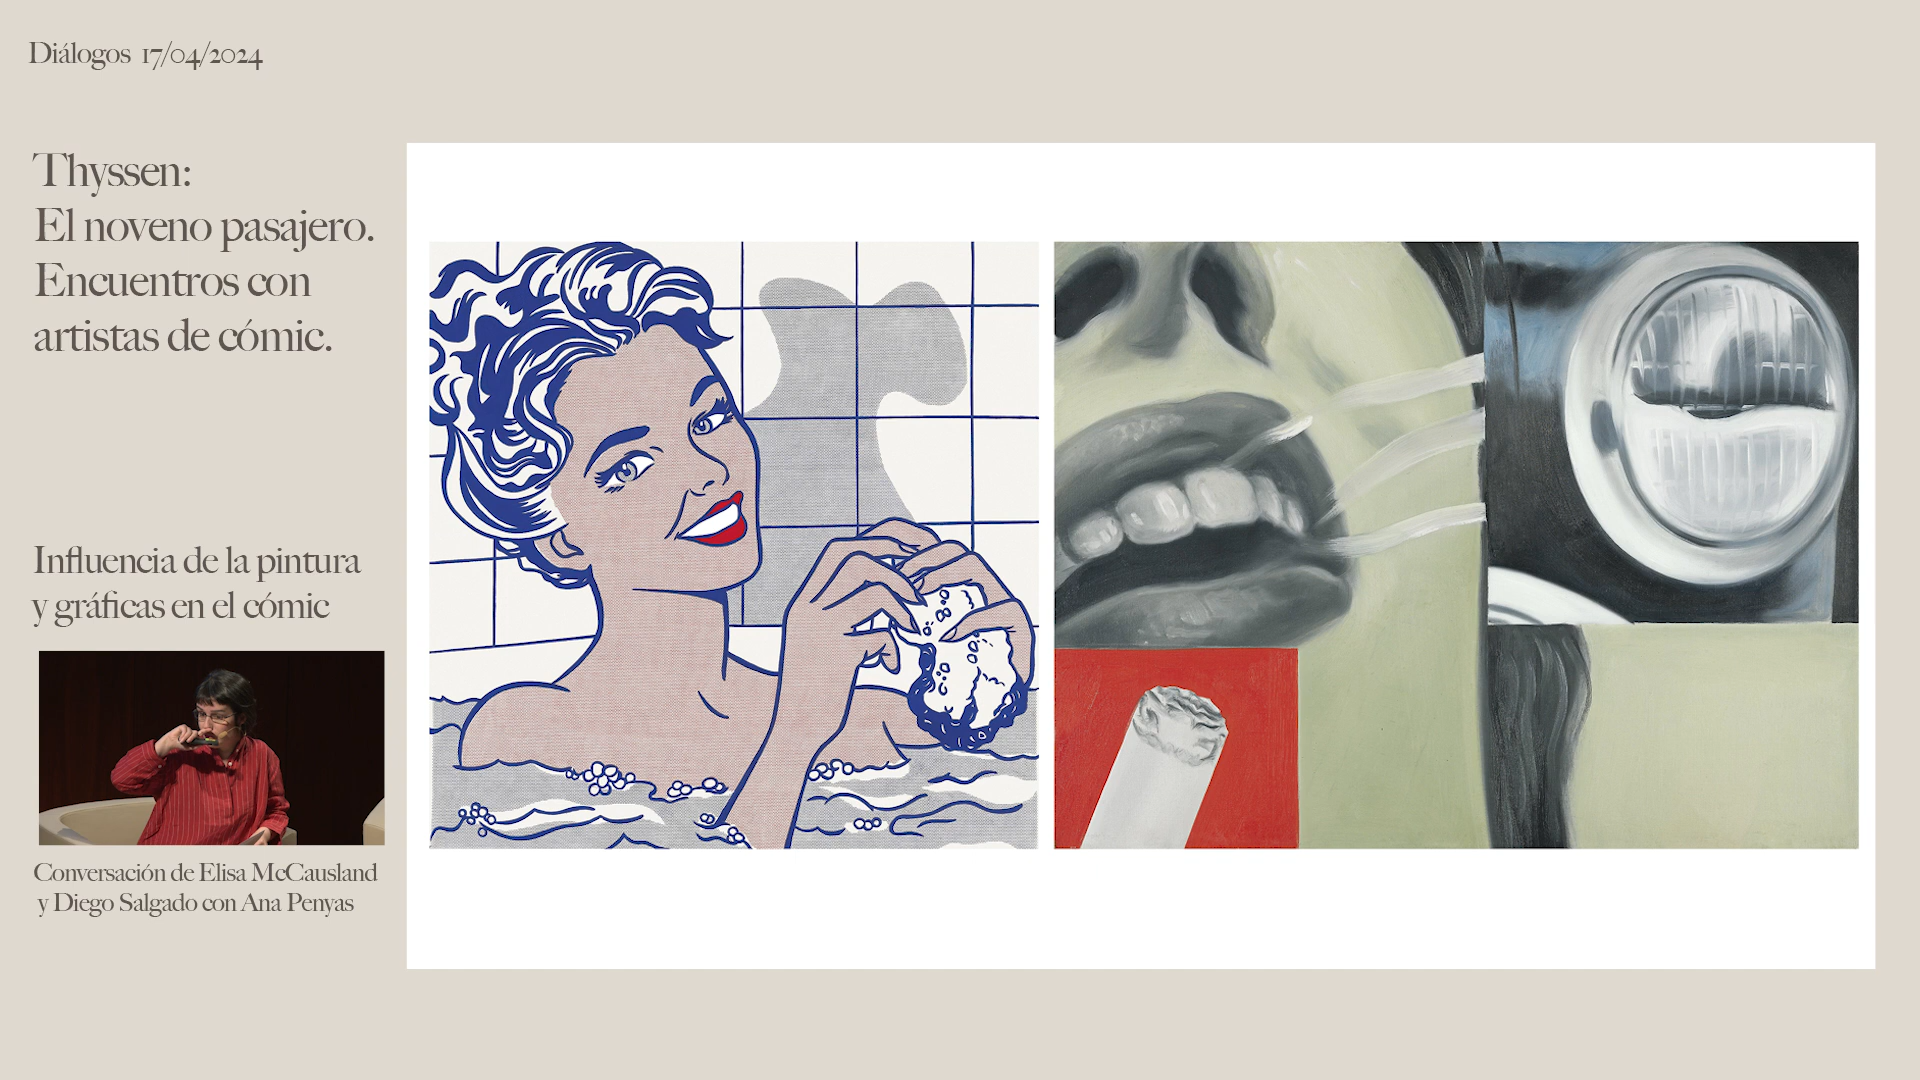 Diálogos 17/04/2024
Thyssen:
El noveno pasajero.
Encuentros con
artistas de cómic.
Influencia de la pintura
y gráficas en el cómic
Conversación de Elisa McCausland
y Diego Salgado con Ana Penyas